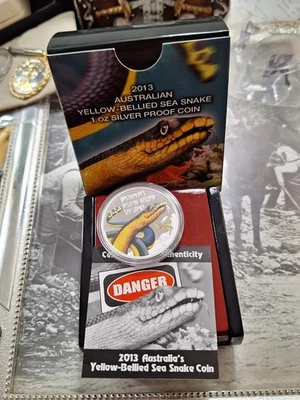 2013
AUSTRALIAN
YELLOW-BELLIED SEA SNAKE
1 OZ SILVER PROOF COIN
DANGER
2013 Australia's
Yellow-Bellied Sea Snake Coin